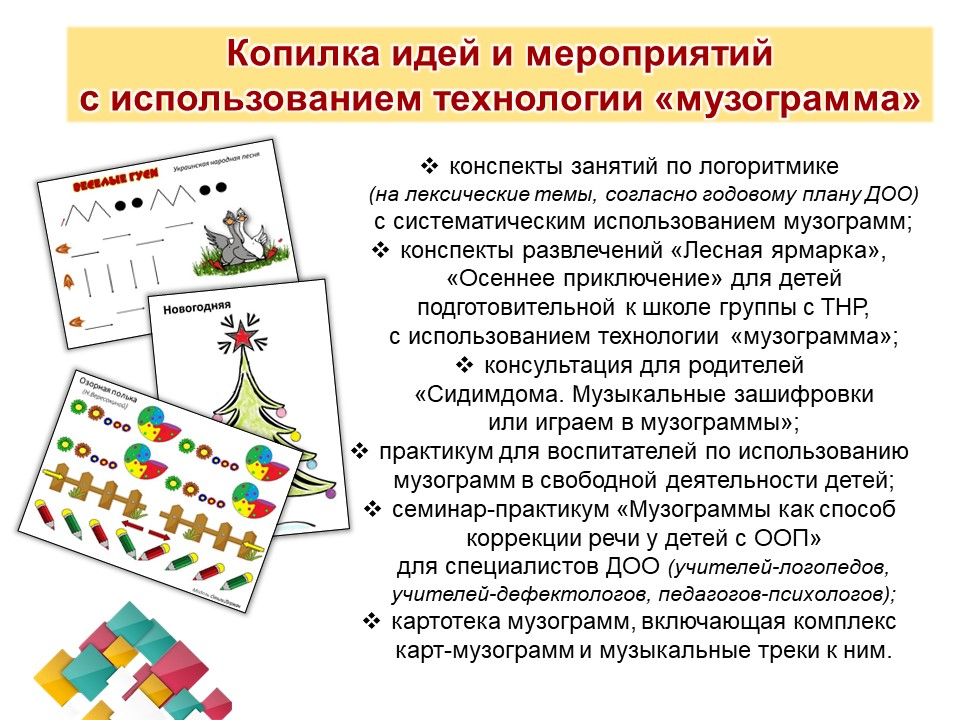 Копилка идей и мероприятий
с использованием технологии «музограмма»
ВЕСЕЛЫЕ ГУСИ
Украинская народная песня
Новогодняя
Озорная полька
(Н.Вересокиной)
Модель Ольги
❖ конспекты занятий по логоритмике
(на лексические темы, согласно годовому плану ДОО)
с систематическим использованием музограмм;
❖ конспекты развлечений «Лесная ярмарка»,
«Осеннее приключение» для детей
подготовительной к школе группы с ТНР,
с использованием технологии «музограмма»;
❖ консультация для родителей
«Сидимдома. Музыкальные зашифровки
или играем в музограммы»;
❖ практикум для воспитателей по использованию
музограмм в свободной деятельности детей;
❖ семинар-практикум «Музограммы как способ
коррекции речи у детей с ООП»
для специалистов ДОО (учителей-логопедов,
учителей-дефектологов, педагогов-психологов);
❖ картотека музограмм, включающая комплекс
карт-музограмм и музыкальные треки к ним.